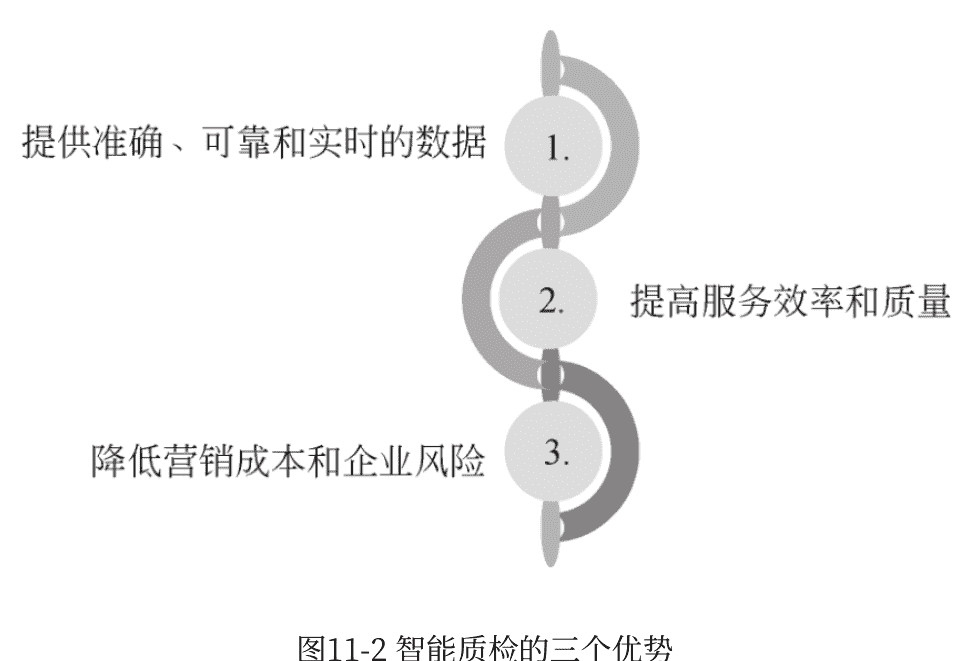 提供准确、可靠和实时的数据
1.
2.
提高服务效率和质量
降低营销成本和企业风险
3.
图11-2 智能质检的三个优势